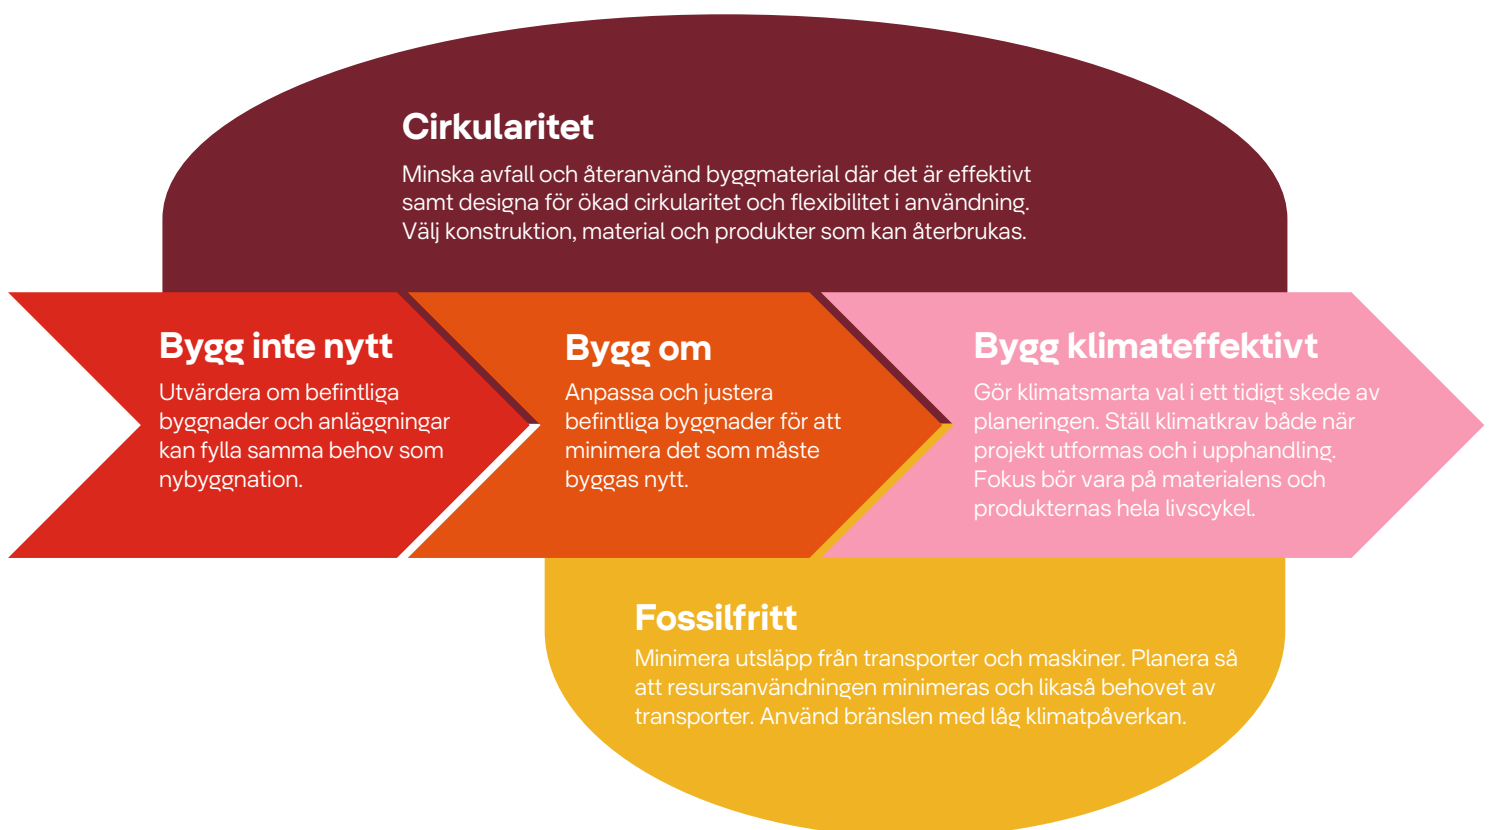 Cirkularitet
Minska avfall och återanvänd byggmaterial där det är effektivt
samt designa för ökad cirkularitet och flexibilitet i användning.
Välj konstruktion, material och produkter som kan återbrukas.
Bygg inte nytt
Utvärdera om befintliga
byggnader och anläggningar
kan fylla samma behov som
nybyggnation.
Bygg om
Anpassa och justera
befintliga byggnader för att
minimera det som måste
byggas nytt.
Bygg klimateffektivt
Gör klimatsmarta val i ett tidigt skede av
planeringen. Ställ klimatkrav både när
projekt utformas och i upphandling.
Fokus bör vara på materialens och
produkternas hela livscykel.
Fossilfritt
Minimera utsläpp från transporter och maskiner. Planera så
att resursanvändningen minimeras och likaså behovet av
transporter. Använd bränslen med låg klimatpåverkan.